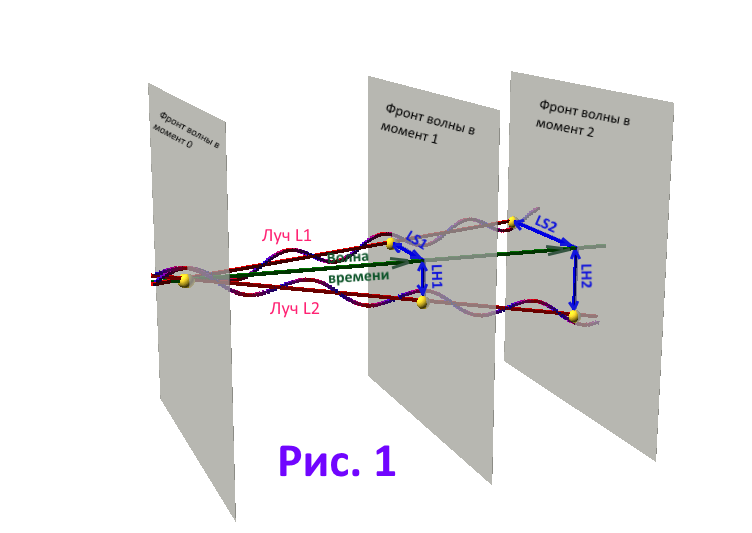 Фронт волны в
момент 0
Фронт волны в
момент 1
Фронт волны в
момент 2
Луч L1
LS1
LS2
Волна
времени
LH1
LH2
Луч L2
Рис. 1